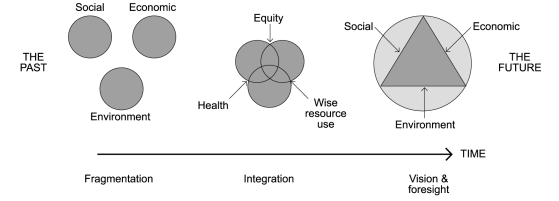 Social
Economic
Environment
THE
PAST
Equity
Health
Wise
resource
use
Social
Economic
Environment
THE
FUTURE
TIME
Fragmentation
Integration
Vision &
foresight